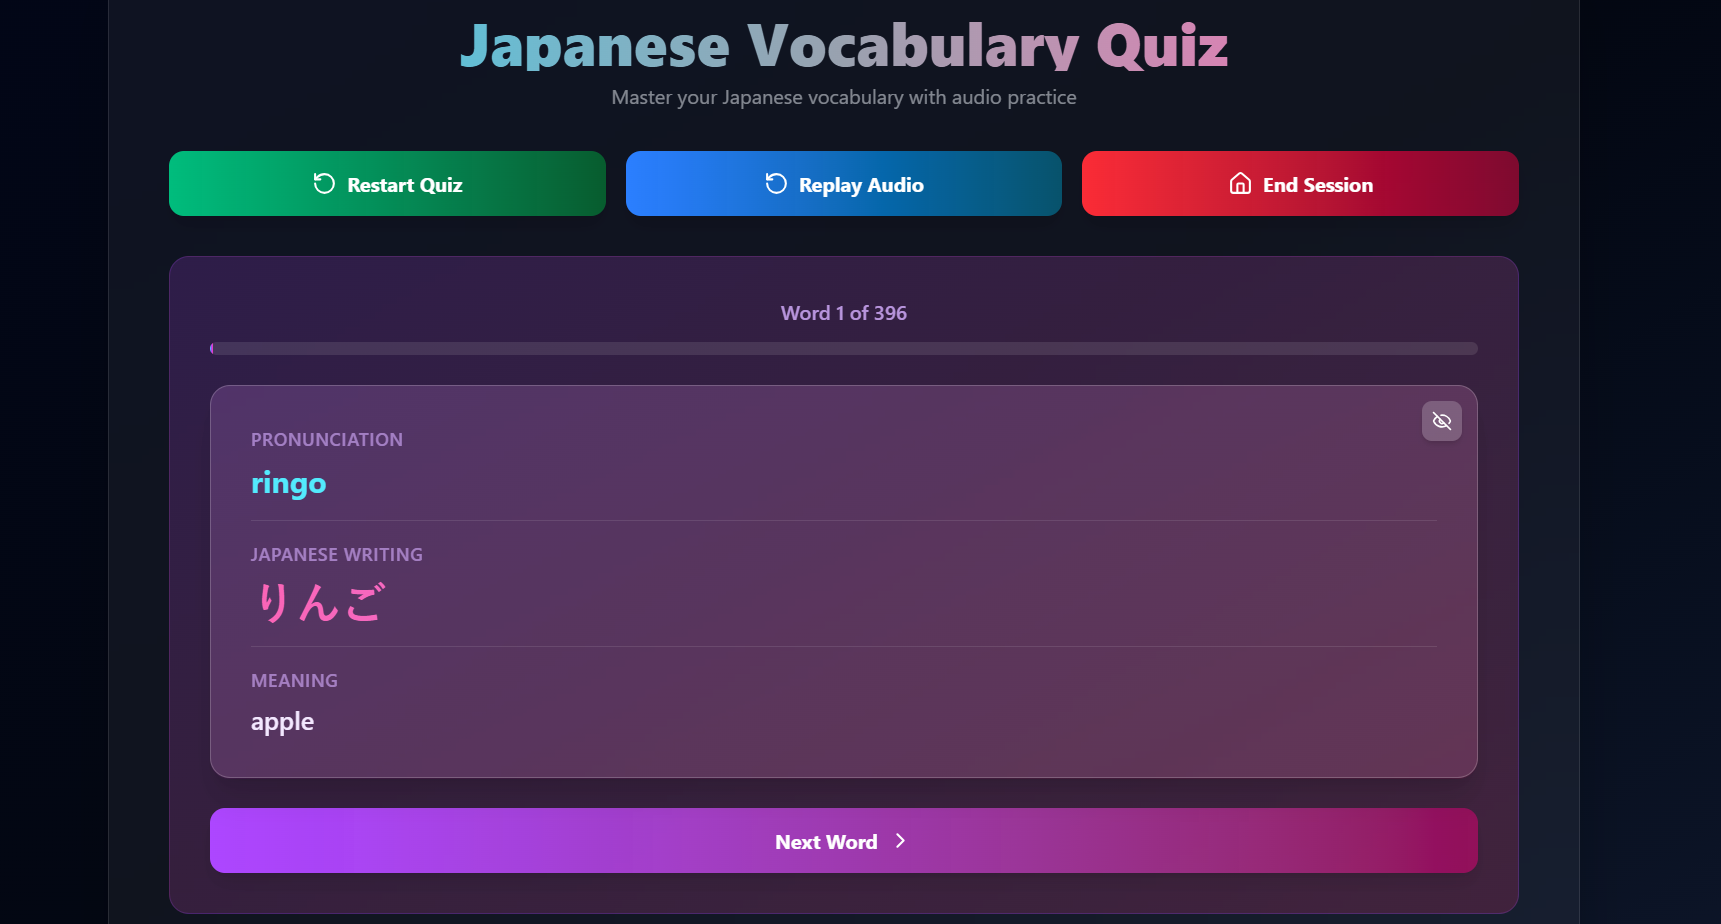 Japanese Vocabulary Quiz
Master your Japanese vocabulary with audio practice
Restart Quiz
Replay Audio
End Session
Word 1 of 396
PRONUNCIATION
ringo
JAPANESE WRITING
りんご
MEANING
apple
Next Word